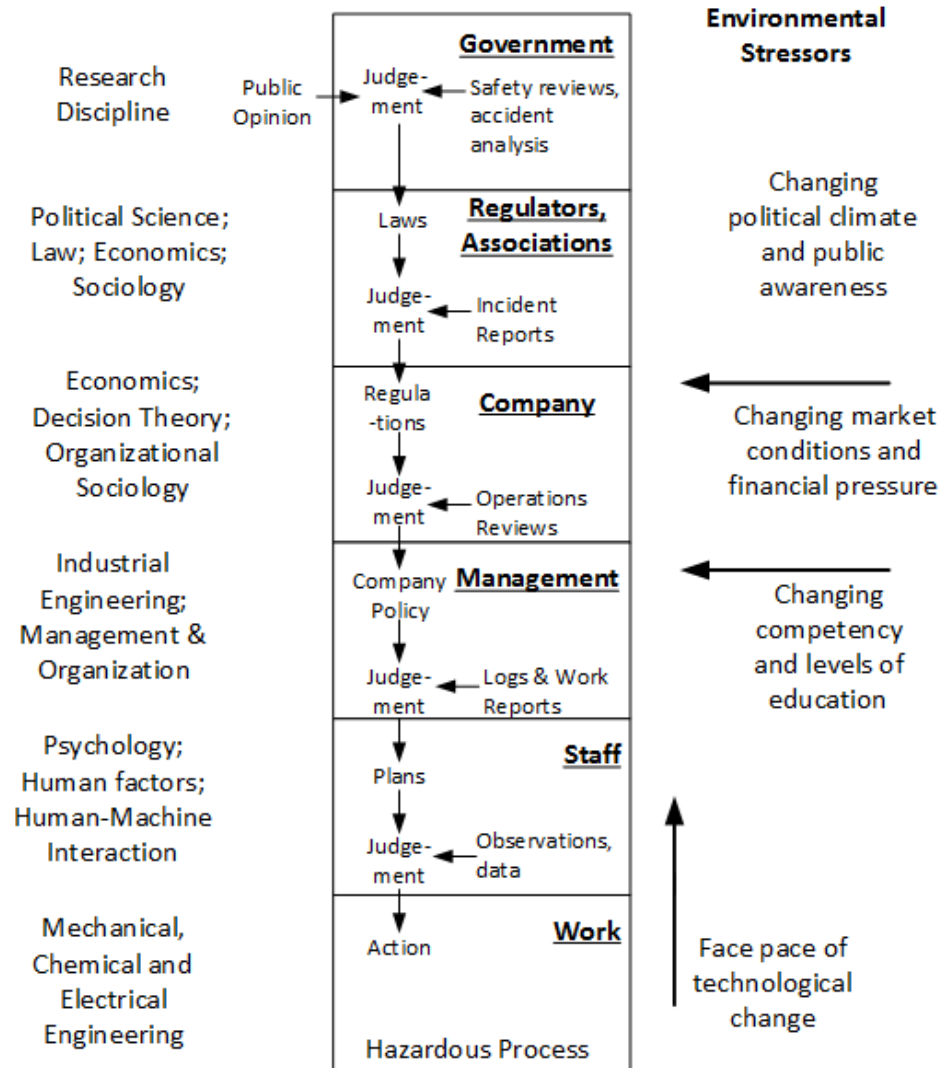 Research
Discipline
Political Science;
Law; Economics;
Sociology
Economics;
Decision Theory;
Organizational
Sociology
Industrial
Engineering;
Management &
Organization
Psychology;
Human factors;
Human-Machine
Interaction
Mechanical,
Chemical and
Electrical
Engineering
Government
Public
Opinion
Judge-
ment
Safety reviews,
accident
analysis
Regulators,
Associations
Laws
Judge-
ment
Incident
Reports
Company
Regula
-tions
Judge-
ment
Operations
Reviews
Management
Company
Policy
Judge-
ment
Logs & Work
Reports
Staff
Plans
Judge-
ment
Observations,
data
Work
Action
Hazardous Process
Environmental
Stressors
Changing
political climate
and public
awareness
Changing market
conditions and
financial pressure
Changing
competency
and levels of
education
Face pace of
technological
change